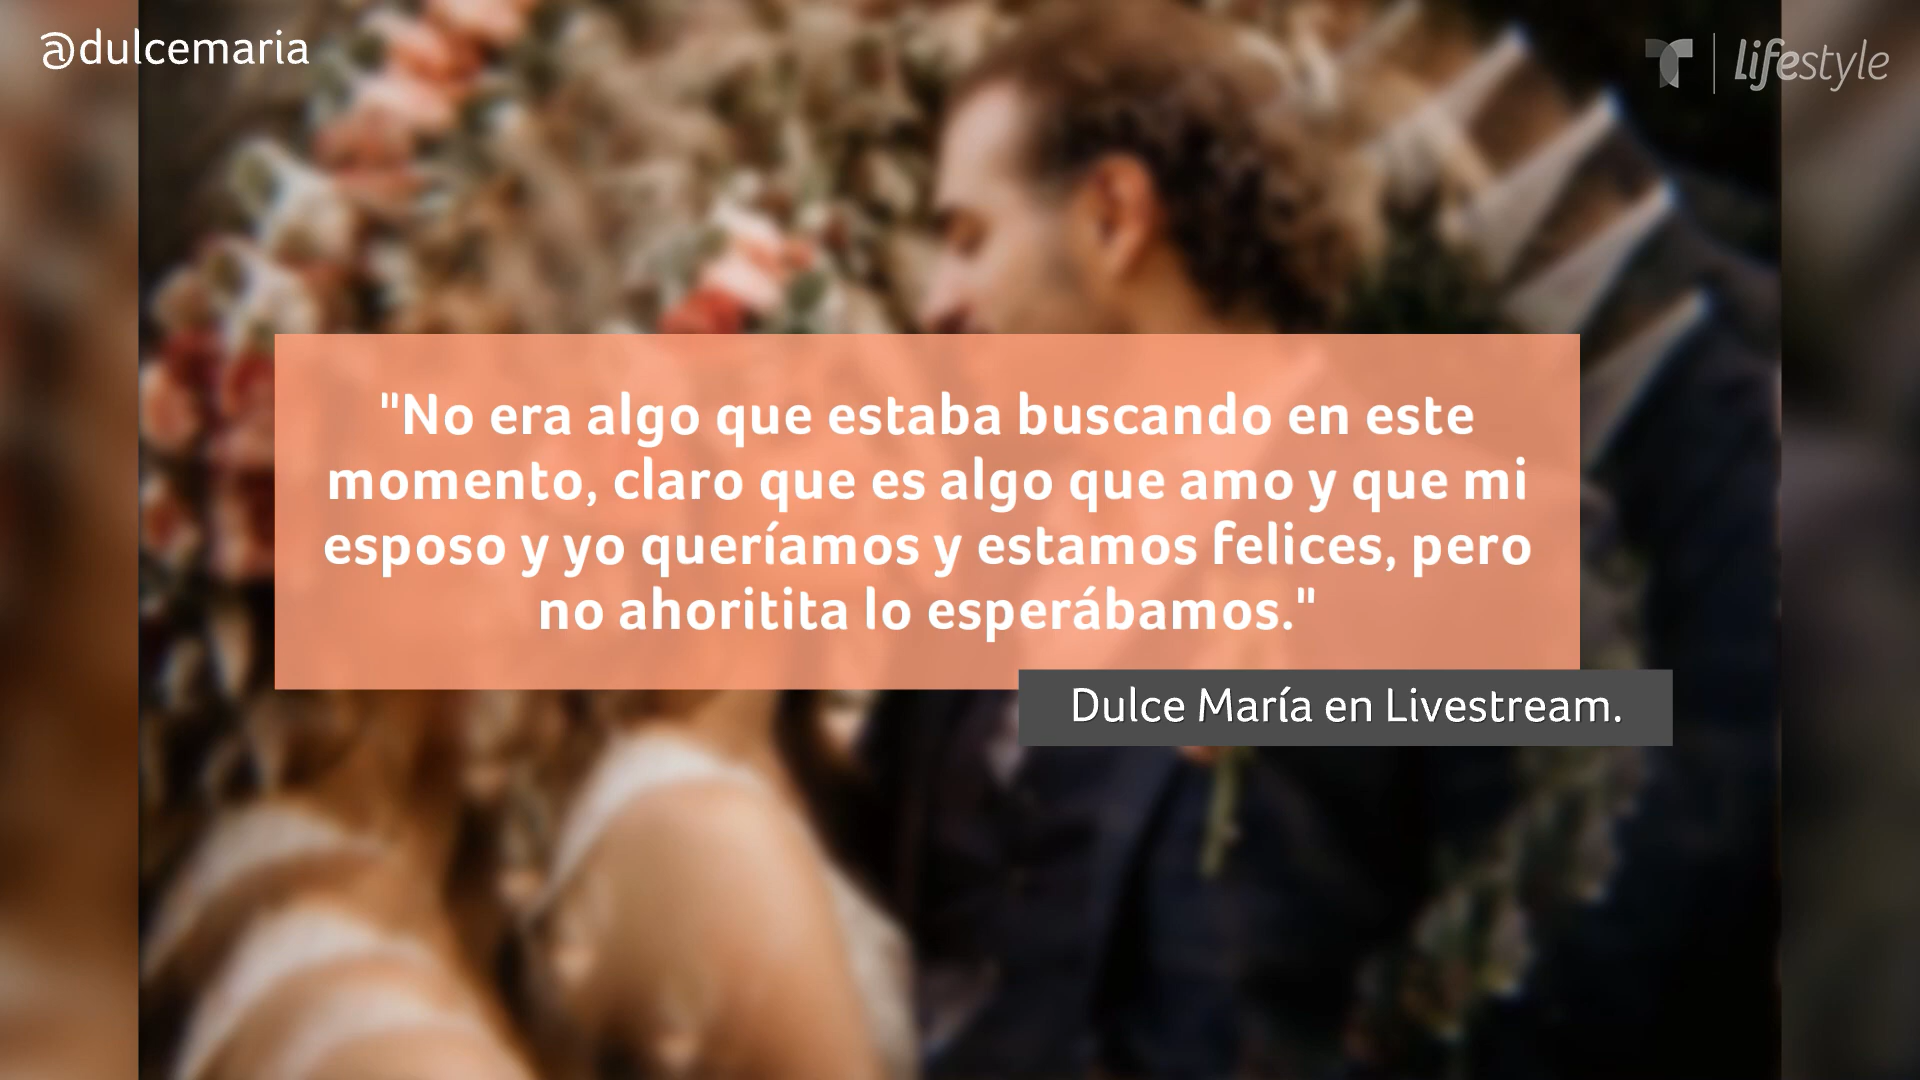 @dulcemaria
lifestyle
"No era algo que estaba buscando en este
momento, claro que es algo que amo y que mi
esposo y yo queríamos y estamos felices, pero
no ahoritita lo esperábamos."
Dulce María en Livestream.